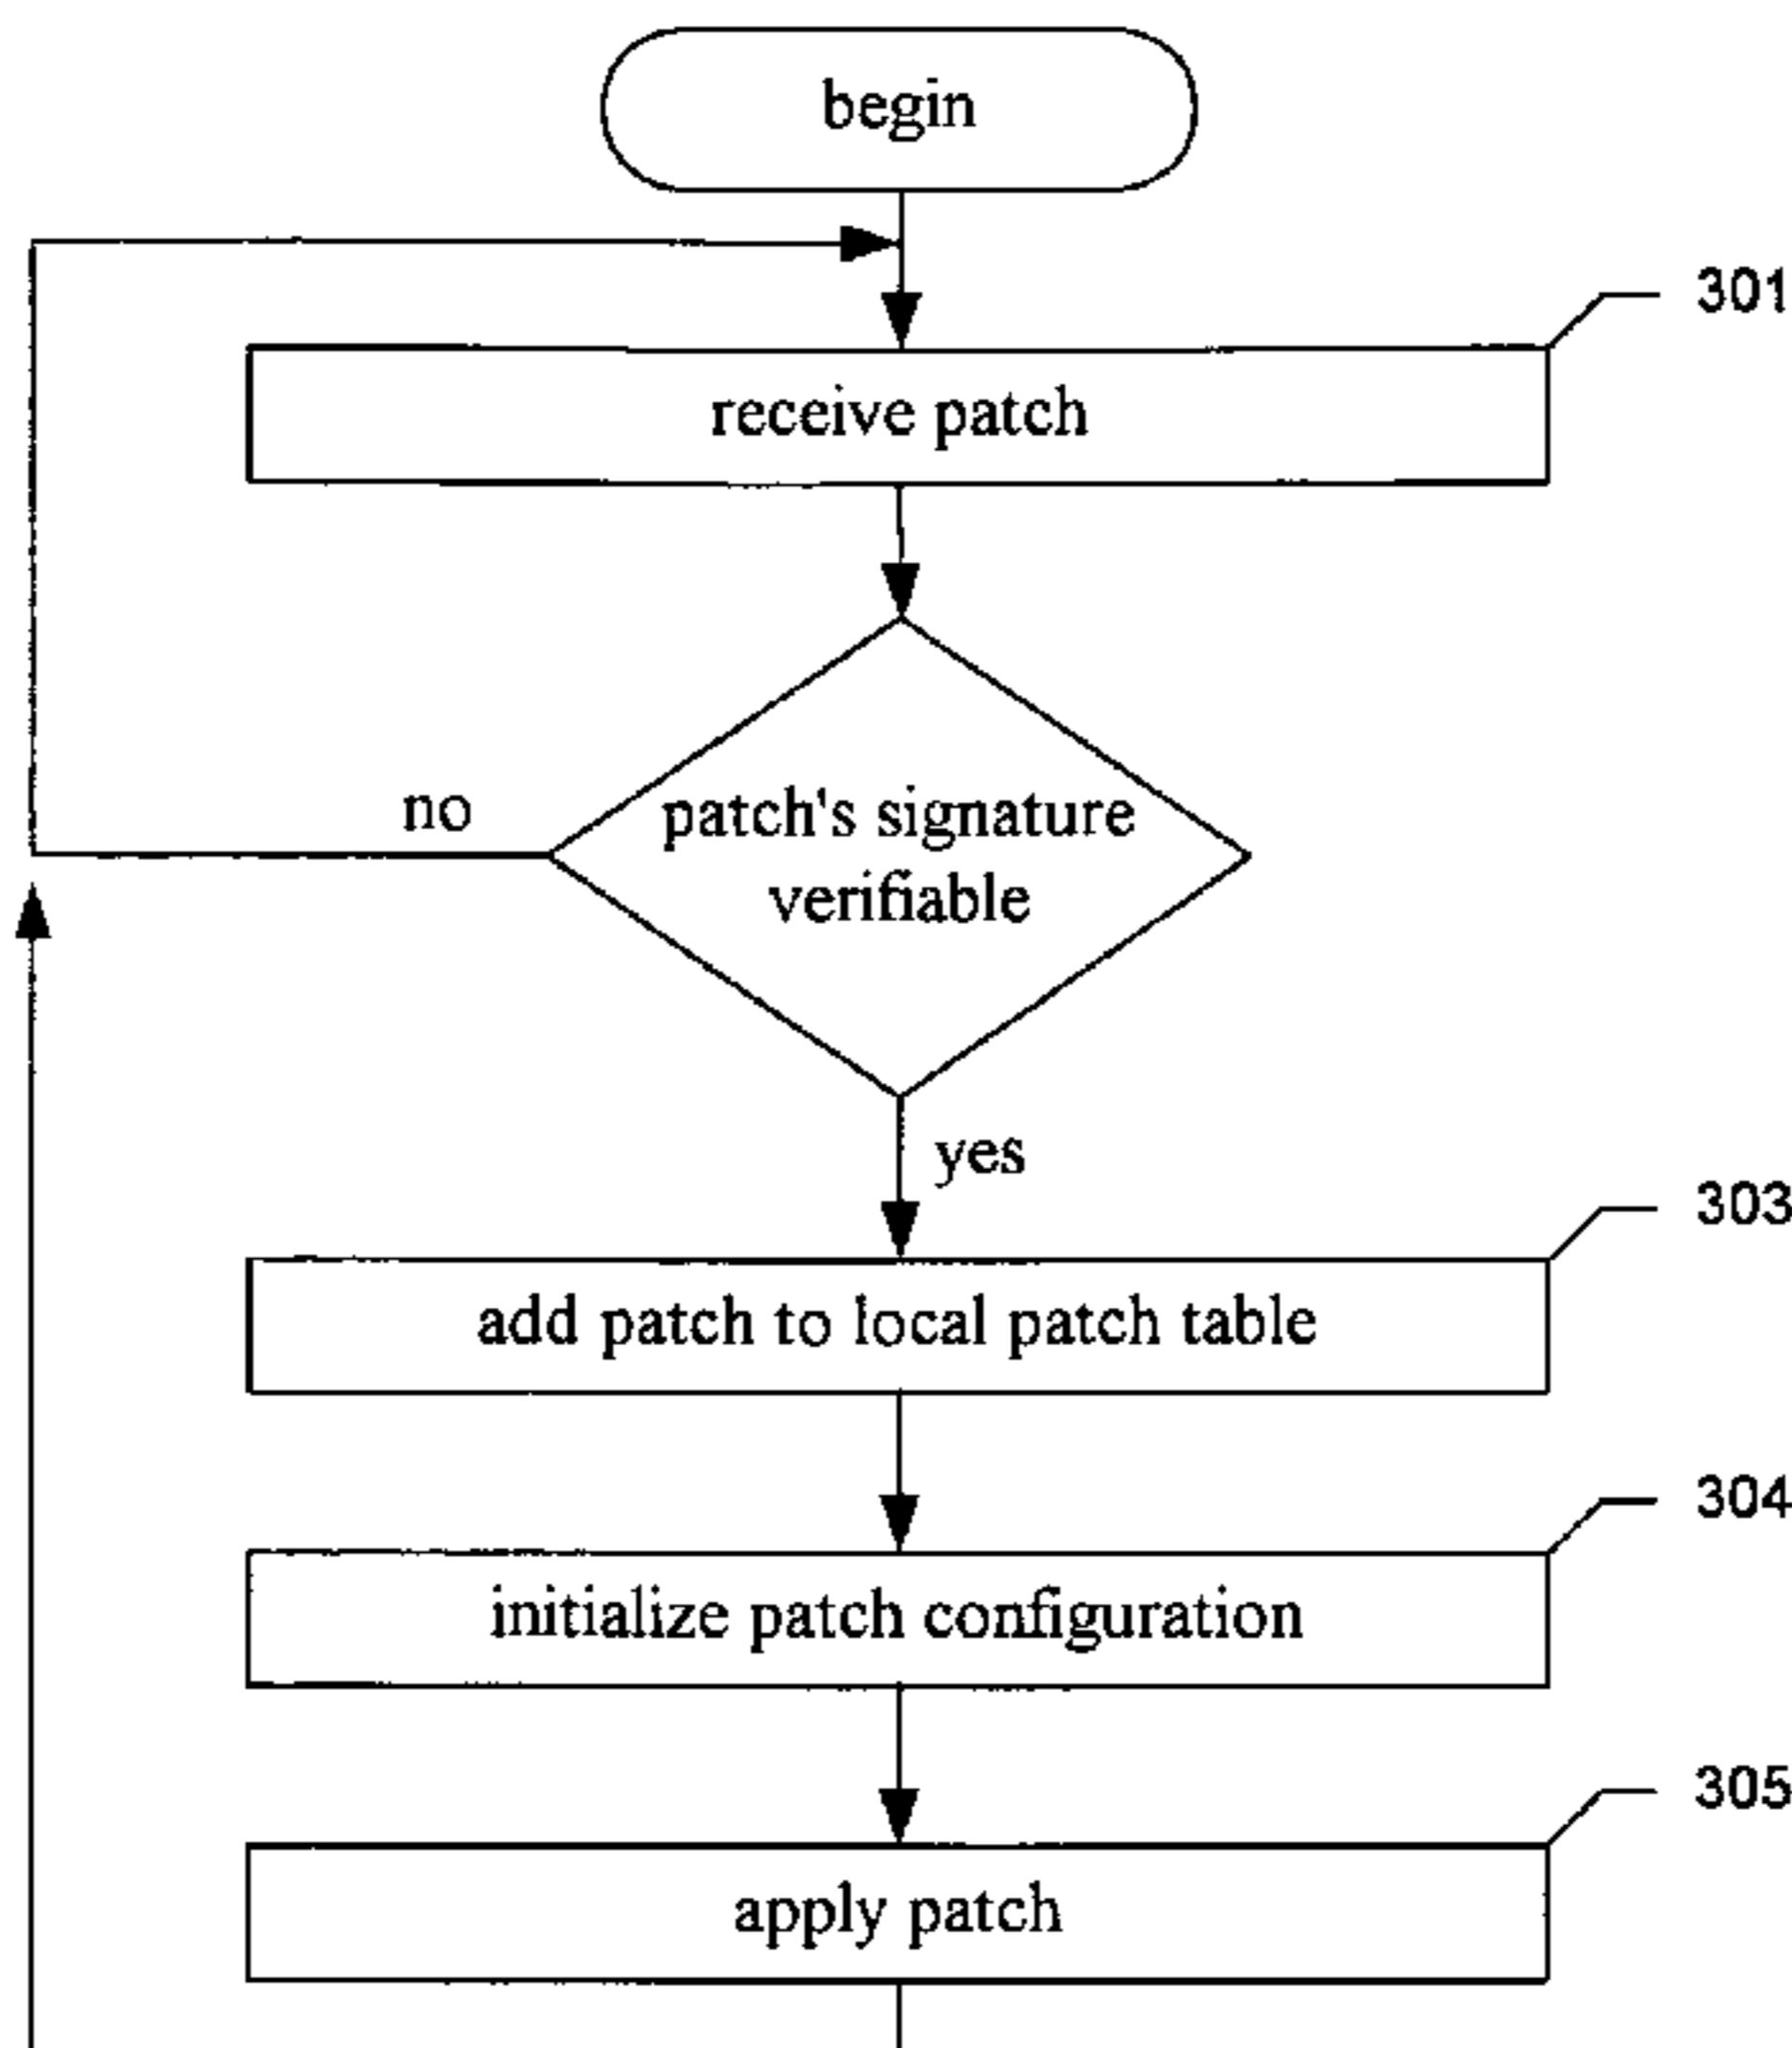 begin
301
receive patch
no
patch's signature
verifiable
yes
303
add patch to local patch table
304
initialize patch configuration
305
apply patch